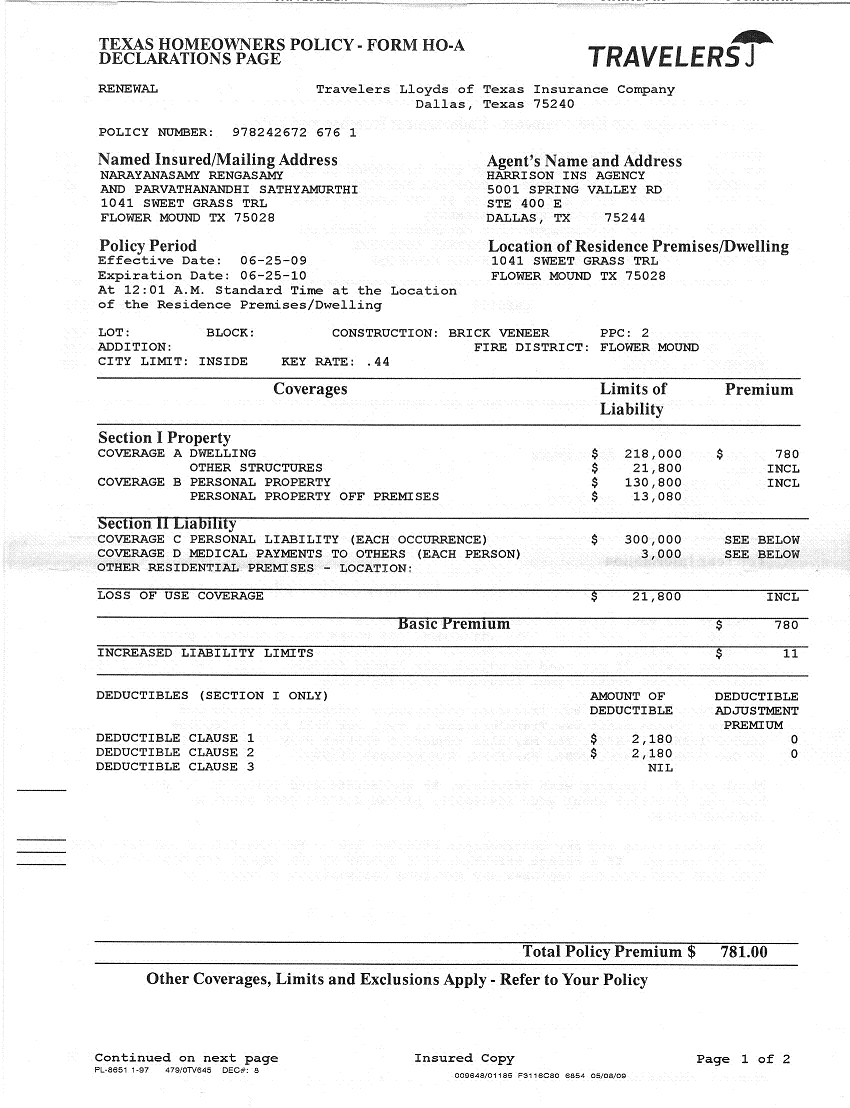 TEXAS HOMEOWNERS POLICY - FORM HO-A
DECLARATIONS PAGE
TRAVELERS
RENEWAL Travelers Lloyds of Texas Insurance Company
Dallas, Texas 75240
POLICY NUMBER: 978242672 676 1
Named Insured/Mailing Address
NARAYANASAMY RENGASAMY
AND PARVATHANANDHI SATHYAMURTHI
1041 SWEET GRASS TRL
FLOWER MOUND TX 75028
Agent's Name and Address
HARRISON INS AGENCY
5001 SPRING VALLEY RD
STE 400 E
DALLAS, TX 75244
Policy Period
Effective Date: 06-25-09
Expiration Date: 06-25-10
At 12:01 A.M. Standard Time at the Location
of the Residence Premises/Dwelling
Location of Residence Premises/Dwelling
1041 SWEET GRASS TRL
FLOWER MOUND TX 75028
LOT: BLOCK: CONSTRUCTION: BRICK VENEER PPC: 2
ADDITION: FIRE DISTRICT: FLOWER MOUND
CITY LIMIT: INSIDE KEY RATE: .44
Coverages Limits of Premium
Liability
Section I Property
COVERAGE A DWELLING $ 218,000 $ 780
OTHER STRUCTURES $ 21,800 INCL
COVERAGE B PERSONAL PROPERTY $ 130,800 INCL
PERSONAL PROPERTY OFF PREMISES $ 13,080
Section II Liability
COVERAGE C PERSONAL LIABILITY (EACH OCCURRENCE) $ 300,000 SEE BELOW
COVERAGE D MEDICAL PAYMENTS TO OTHERS (EACH PERSON) 3,000 SEE BELOW
OTHER RESIDENTIAL PREMISES - LOCATION:
LOSS OF USE COVERAGE $ 21,800 INCL
Basic Premium $ 780
INCREASED LIABILITY LIMITS $ 11
DEDUCTIBLES (SECTION I ONLY) AMOUNT OF DEDUCTIBLE
DEDUCTIBLE ADJUSTMENT
PREMIUM
DEDUCTIBLE CLAUSE 1 $ 2,180 0
DEDUCTIBLE CLAUSE 2 $ 2,180 0
DEDUCTIBLE CLAUSE 3 NIL
Total Policy Premium $ 781.00
Other Coverages, Limits and Exclusions Apply - Refer to Your Policy
Continued on next page Insured Copy Page 1 of 2
PL-8651 1-97 479/0TV645 DEC#: 8
009648/01185 F3116C80 6854 05/08/09